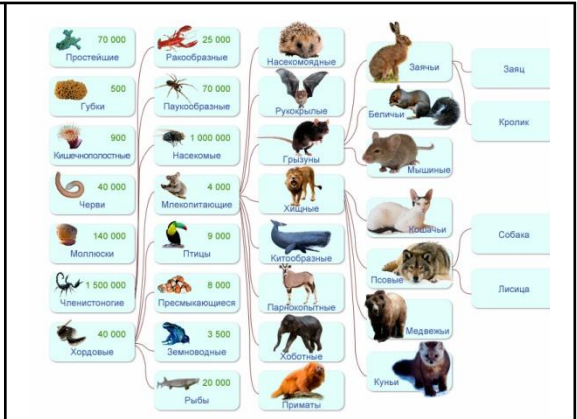 70 000
Простейшие
500
Губки
900
Кишечнополостные
40 000
Черви
140 000
Моллюски
1 500 000
Членистоногие
40 000
Хордовые
25 000
Ракообразные
70 000
Паукообразные
1 000 000
Насекомые
4 000
Млекопитающие
9 000
Птицы
8 000
Пресмыкающиеся
3 500
Земноводные
20 000
Рыбы
Насекомоядные
Рукокрылые
Грызуны
Хищные
Китообразные
Парнокопытные
Хоботные
Приматы
Заячьи
Беличьи
Мышиные
Кошачьи
Псовые
Медвежьи
Куньи
Заяц
Кролик
Собака
Лисица